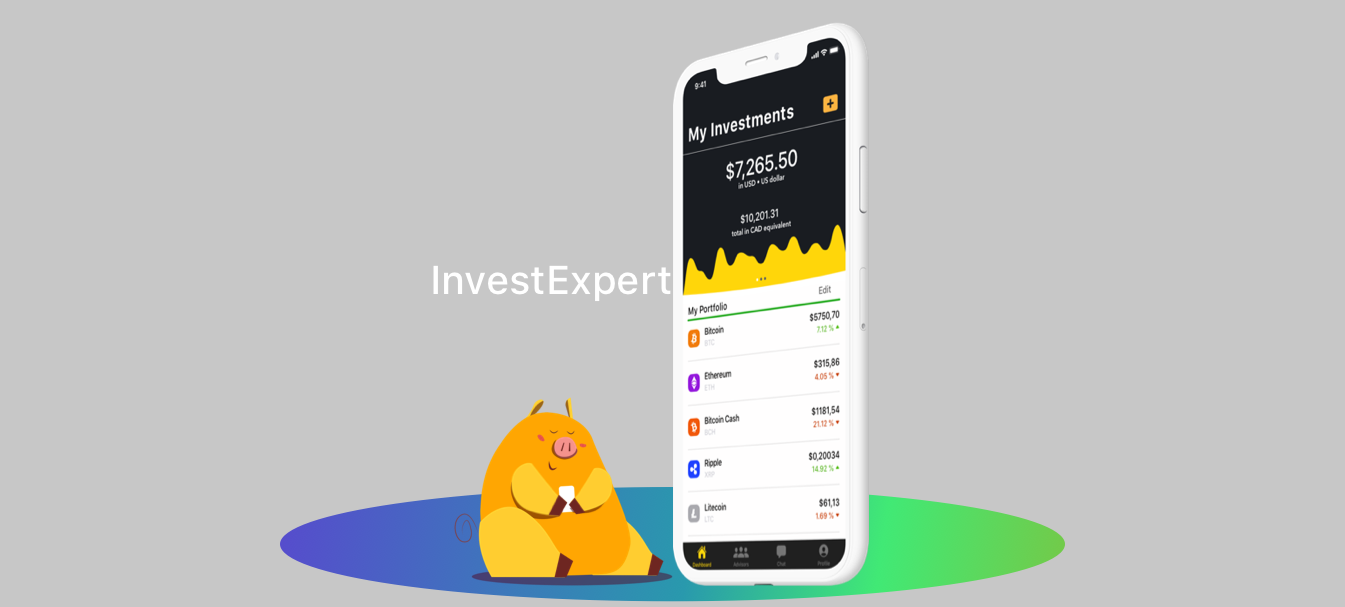 9:41
My Investments
$7,265.50
in USD • US dollar
$10,201.31
total in CAD equivalent
InvestExpert
Edit
My Portfolio
Bitcoin $5750,70
BTC 7.12 %
Ethereum $315,86
ETH 4.05 %
Bitcoin Cash $1181,54
BCH 21.12 %
Ripple $0,20034
XRP 14.92 %
Litecoin $61,13
LTC 1.69 %
Dashboard Advisors Chat Profile